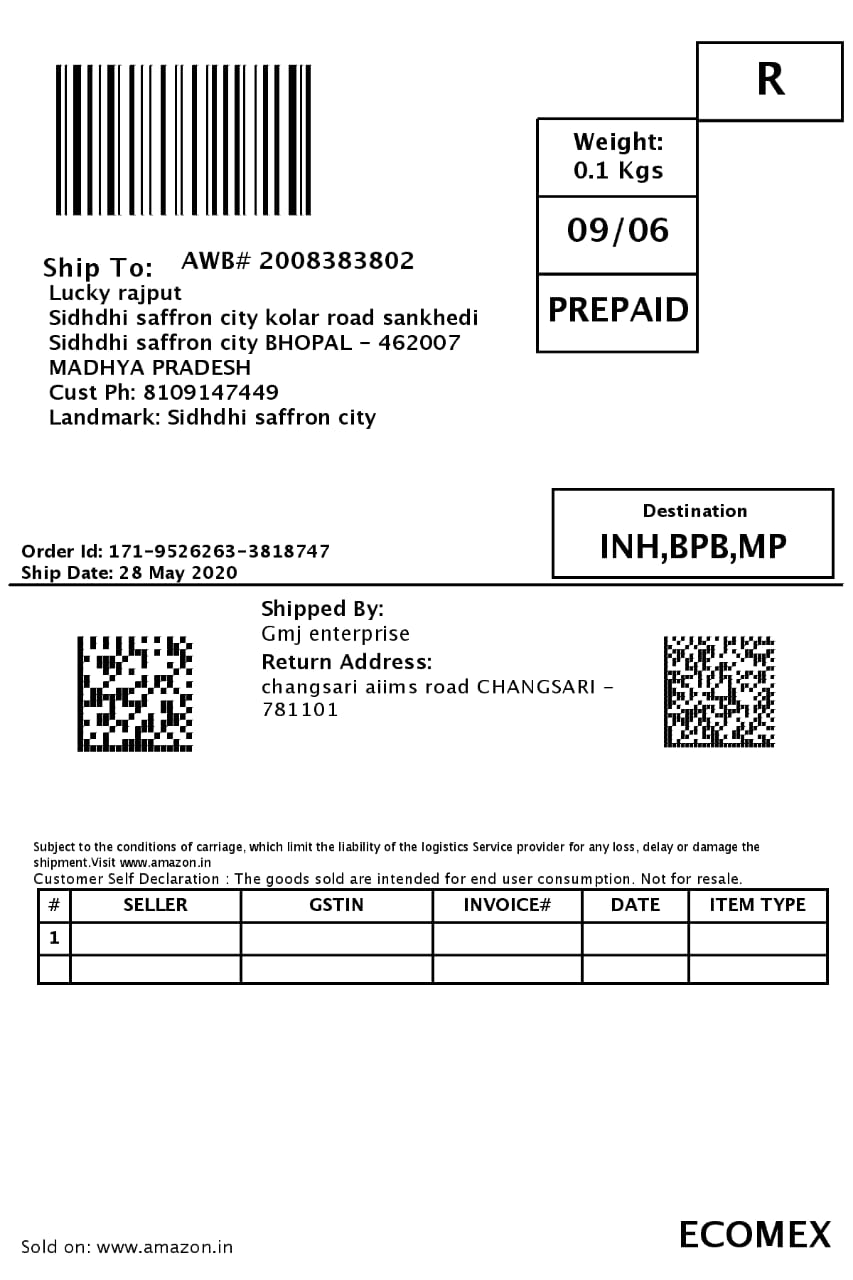 R
Weight:
0.1 Kgs
09/06
PREPAID
AWB# 2008383802
Ship To:
Lucky rajput
Sidhdhi saffron city kolar road sankhedi
Sidhdhi saffron city BHOPAL - 462007
MADHYA PRADESH
Cust Ph: 8109147449
Landmark: Sidhdhi saffron city
Destination
INH,BPB,MP
Order Id: 171-9526263-3818747
Ship Date: 28 May 2020
Shipped By:
Gmj enterprise
Return Address:
changsari aiims road CHANGSARI -
781101
Subject to the conditions of carriage, which limit the liability of the logistics Service provider for any loss, delay or damage the
shipment.Visit www.amazon.in
Customer Self Declaration : The goods sold are intended for end user consumption. Not for resale.
# SELLER GSTIN INVOICE# DATE ITEM TYPE
1
Sold on: www.amazon.in
ECOMEX